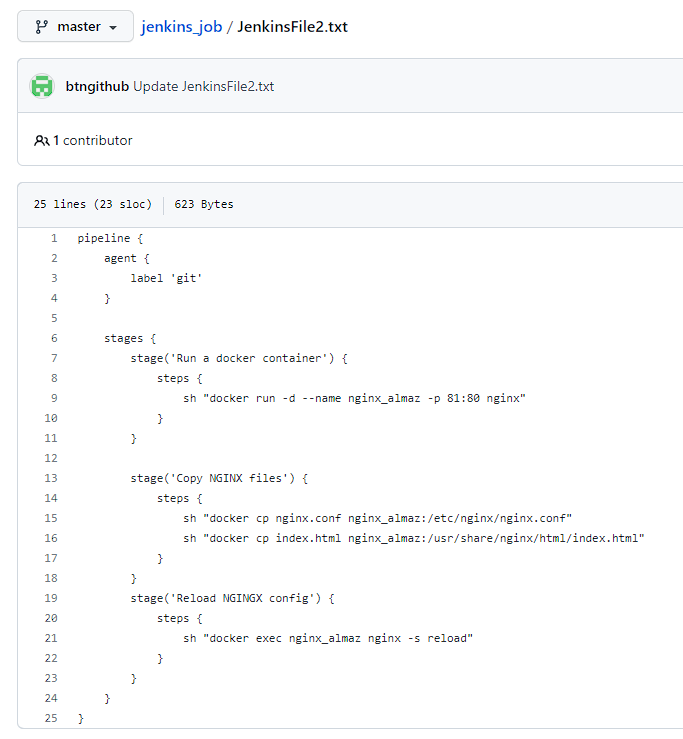 master jenkins_job / JenkinsFile2.txt
btngithub Update JenkinsFile2.txt
1 contributor
25 lines (23 sloc) 623 Bytes
1 pipeline {
2     agent {
3         label 'git'
4     }
5
6     stages {
7         stage('Run a docker container') {
8             steps {
9                 sh "docker run -d --name nginx_almaz -p 81:80 nginx"
10             }
11         }
12
13         stage('Copy NGINX files') {
14             steps {
15                 sh "docker cp nginx.conf nginx_almaz:/etc/nginx/nginx.conf"
16                 sh "docker cp index.html nginx_almaz:/usr/share/nginx/html/index.html"
17             }
18         }
19         stage('Reload NGINGX config') {
20             steps {
21                 sh "docker exec nginx_almaz nginx -s reload"
22             }
23         }
24     }
25 }